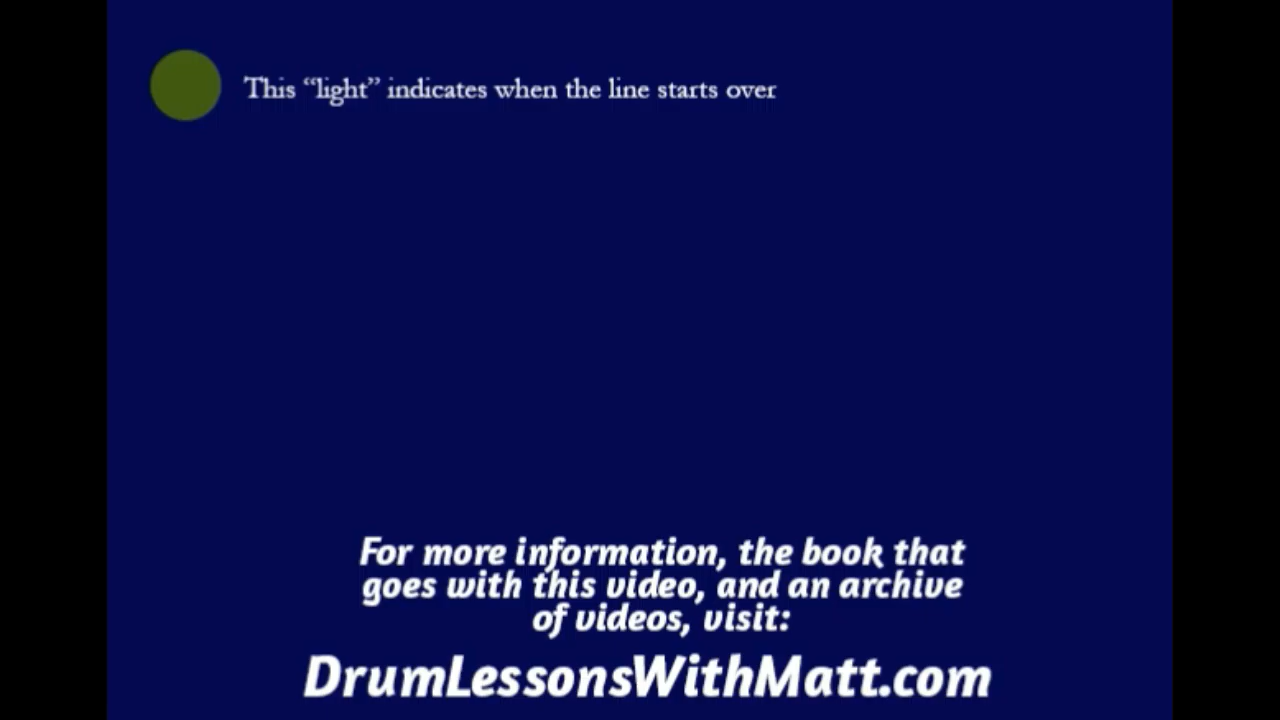 This “light” indicates when the line starts over
For more information, the book that
goes with this video, and an archive
of videos, visit:
DrumLessonsWithMatt.com